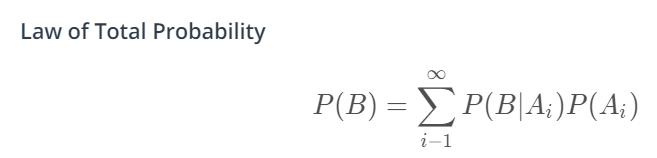 Law of Total Probability
P(B) = ∑_{i-1}^{∞} P(B|A_i)P(A_i)